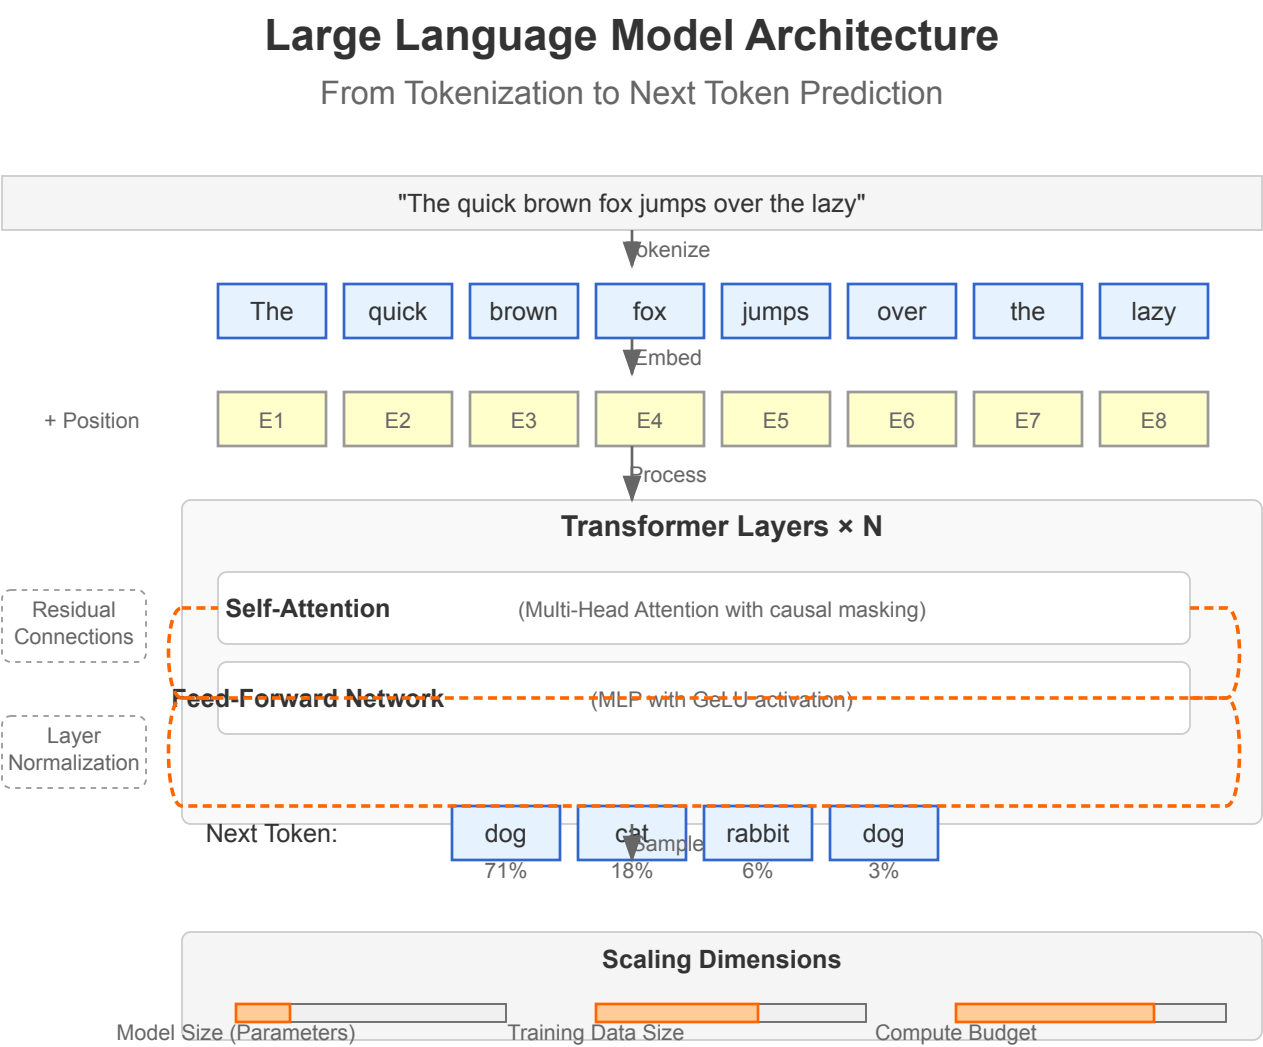 Large Language Model Architecture
From Tokenization to Next Token Prediction
"The quick brown fox jumps over the lazy"
Tokenize
The quick brown fox jumps over the lazy
Embed
+ Position E1 E2 E3 E4 E5 E6 E7 E8
Process
Transformer Layers × N
Residual
Connections
Self-Attention (Multi-Head Attention with causal masking)
Feed-Forward Network (MLP with GeLU activation)
Layer
Normalization
Next Token: dog cat rabbit dog
Sample
71% 18% 6% 3%
Scaling Dimensions
Model Size (Parameters) Training Data Size Compute Budget